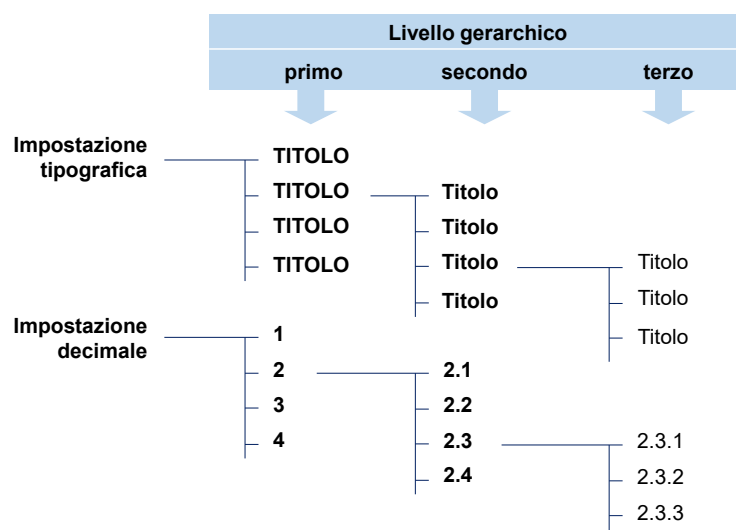 Livello gerarchico
primo secondo terzo
Impostazione
tipografica
TITOLO
TITOLO Titolo
TITOLO Titolo
TITOLO Titolo Titolo
Titolo Titolo
Titolo
Impostazione
decimale
1
2 2.1
3 2.2
4 2.3 2.3.1
2.4 2.3.2
2.3.3